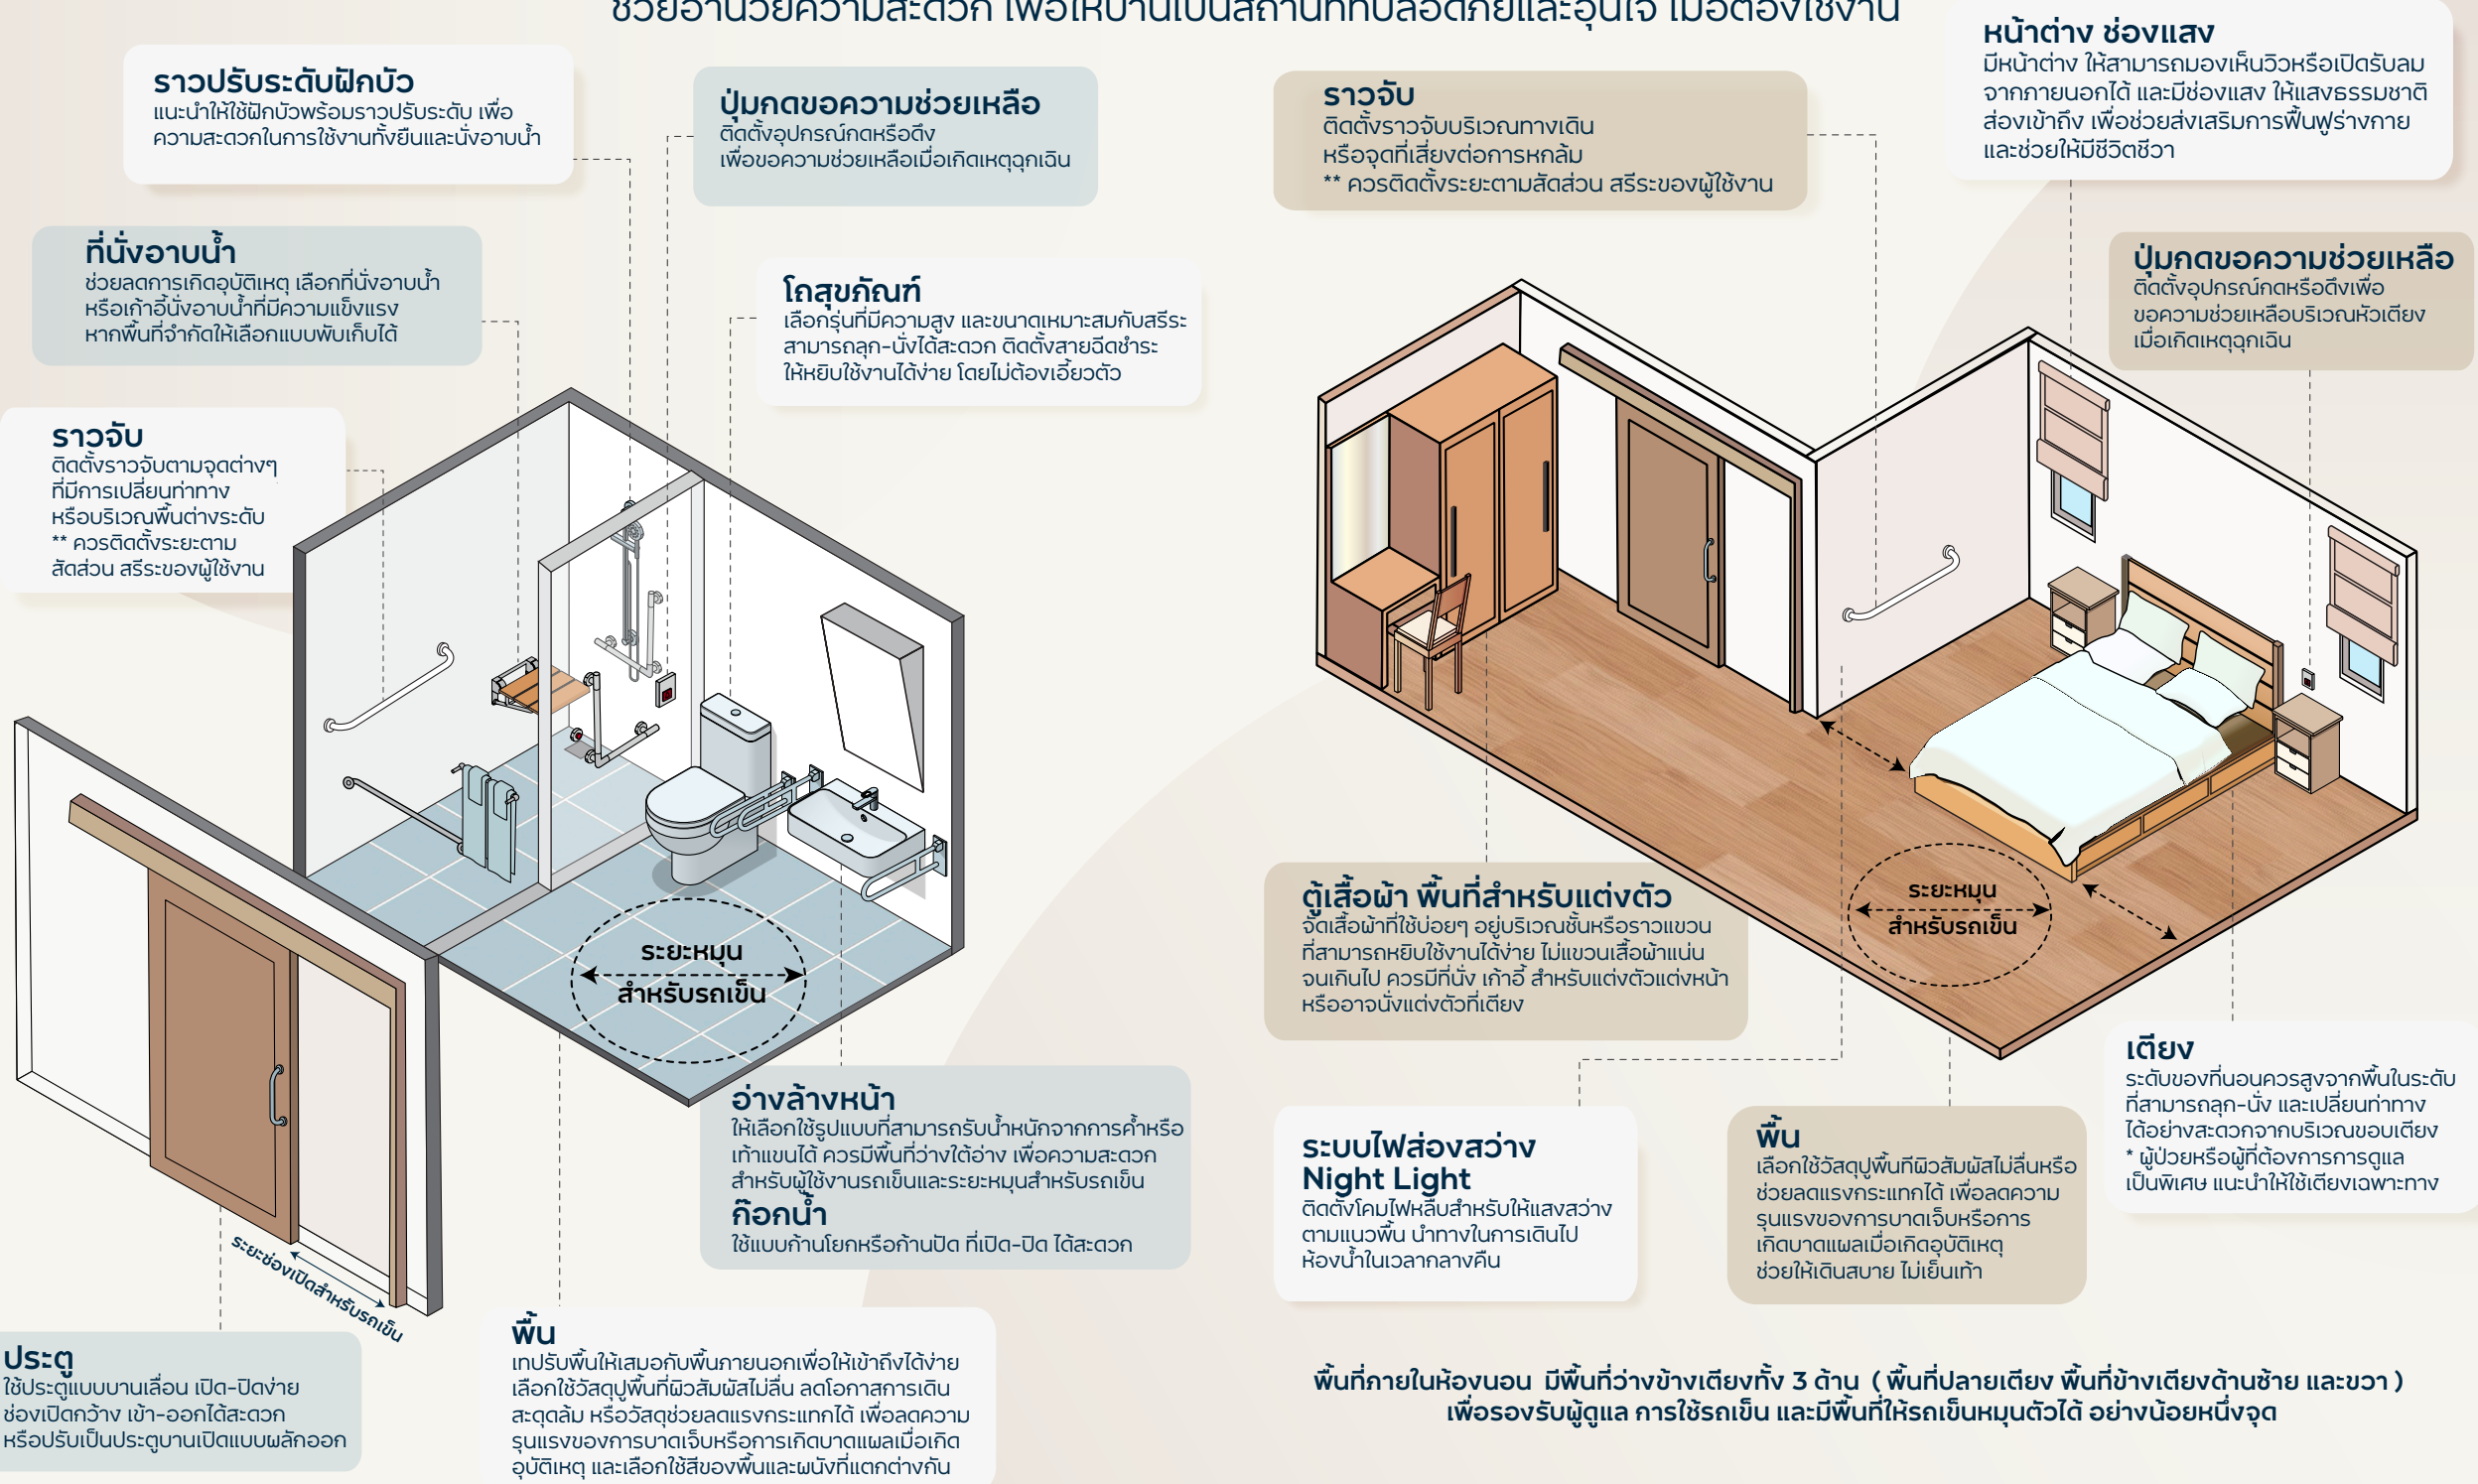 ช่วยอำนวยความสะดวก เพื่อให้บ้านเป็นสถานที่ที่ปลอดภัยและอุ่นใจ เมื่อต้องใช้งาน
ราวปรับระดับฝักบัว
แนะนำให้ใช้ฝักบัวพร้อมราวปรับระดับ เพื่อ
ความสะดวกในการใช้งานทั้งยืนและนั่งอาบน้ำ
ปุ่มกดขอความช่วยเหลือ
ติดตั้งอุปกรณ์กดหรือดึง
เพื่อขอความช่วยเหลือเมื่อเกิดเหตุฉุกเฉิน
ที่นั่งอาบน้ำ
ช่วยลดการเกิดอุบัติเหตุ เลือกที่นั่งอาบน้ำ
หรือเก้าอี้นั่งอาบน้ำที่มีความแข็งแรง
หากพื้นที่จำกัดให้เลือกแบบพับเก็บได้
โถสุขภัณฑ์
เลือกรุ่นที่มีความสูง และขนาดเหมาะสมกับสรีระ
สามารถลุก-นั่งได้สะดวก ติดตั้งสายฉีดชำระ
ให้หยิบใช้งานได้ง่าย โดยไม่ต้องเอี้ยวตัว
ราวจับ
ติดตั้งราวจับตามจุดต่างๆ
ที่มีการเปลี่ยนท่าทาง
หรือบริเวณพื้นต่างระดับ
** ควรติดตั้งระยะตาม
สัดส่วน สรีระของผู้ใช้งาน
ระยะหมุน
สำหรับรถเข็น
อ่างล้างหน้า
ให้เลือกใช้รูปแบบที่สามารถรับน้ำหนักจากการค้ำหรือ
เท้าแขนได้ ควรมีพื้นที่ว่างใต้อ่าง เพื่อความสะดวก
สำหรับผู้ใช้งานรถเข็นและระยะหมุนสำหรับรถเข็น
ก๊อกน้ำ
ใช้แบบก้านโยกหรือก้านปัด ที่เปิด-ปิด ได้สะดวก
ระยะช่องเปิดสำหรับรถเข็น
ประตู
ใช้ประตูแบบบานเลื่อน เปิด-ปิดง่าย
ช่องเปิดกว้าง เข้า-ออกได้สะดวก
หรือปรับเป็นประตูบานเปิดแบบผลักออก
พื้น
เทปรับพื้นให้เสมอกับพื้นภายนอกเพื่อให้เข้าถึงได้ง่าย
เลือกใช้วัสดุปูพื้นที่ผิวสัมผัสไม่ลื่น ลดโอกาสการเดิน
สะดุดล้ม หรือวัสดุช่วยลดแรงกระแทกได้ เพื่อลดความ
รุนแรงของการบาดเจ็บหรือการเกิดบาดแผลเมื่อเกิด
อุบัติเหตุ และเลือกใช้สีของพื้นและผนังที่แตกต่างกัน
ราวจับ
ติดตั้งราวจับบริเวณทางเดิน
หรือจุดที่เสี่ยงต่อการหกล้ม
** ควรติดตั้งระยะตามสัดส่วน สรีระของผู้ใช้งาน
หน้าต่าง ช่องแสง
มีหน้าต่าง ให้สามารถมองเห็นวิวหรือเปิดรับลม
จากภายนอกได้ และมีช่องแสง ให้แสงธรรมชาติ
ส่องเข้าถึง เพื่อช่วยส่งเสริมการฟื้นฟูร่างกาย
และช่วยให้มีชีวิตชีวา
ปุ่มกดขอความช่วยเหลือ
ติดตั้งอุปกรณ์กดหรือดึงเพื่อ
ขอความช่วยเหลือบริเวณหัวเตียง
เมื่อเกิดเหตุฉุกเฉิน
ตู้เสื้อผ้า พื้นที่สำหรับแต่งตัว
จัดเสื้อผ้าที่ใช้บ่อยๆ อยู่บริเวณชั้นหรือราวแขวน
ที่สามารถหยิบใช้งานได้ง่าย ไม่แขวนเสื้อผ้าแน่น
จนเกินไป ควรมีที่นั่ง เก้าอี้ สำหรับแต่งตัวแต่งหน้า
หรืออาจนั่งแต่งตัวที่เตียง
ระยะหมุน
สำหรับรถเข็น
เตียง
ระดับของที่นอนควรสูงจากพื้นในระดับ
ที่สามารถลุก-นั่ง และเปลี่ยนท่าทาง
ได้อย่างสะดวกจากบริเวณขอบเตียง
* ผู้ป่วยหรือผู้ที่ต้องการการดูแล
เป็นพิเศษ แนะนำให้ใช้เตียงเฉพาะทาง
ระบบไฟส่องสว่าง
Night Light
ติดตั้งโคมไฟหลืบสำหรับให้แสงสว่าง
ตามแนวพื้น นำทางในการเดินไป
ห้องน้ำในเวลากลางคืน
พื้น
เลือกใช้วัสดุปูพื้นที่ผิวสัมผัสไม่ลื่นหรือ
ช่วยลดแรงกระแทกได้ เพื่อลดความ
รุนแรงของการบาดเจ็บหรือการ
เกิดบาดแผลเมื่อเกิดอุบัติเหตุ
ช่วยให้เดินสบาย ไม่เย็นเท้า
พื้นที่ภายในห้องนอน มีพื้นที่ว่างข้างเตียงทั้ง 3 ด้าน ( พื้นที่ปลายเตียง พื้นที่ข้างเตียงด้านซ้าย และขวา )
เพื่อรองรับผู้ดูแล การใช้รถเข็น และมีพื้นที่ให้รถเข็นหมุนตัวได้ อย่างน้อยหนึ่งจุด